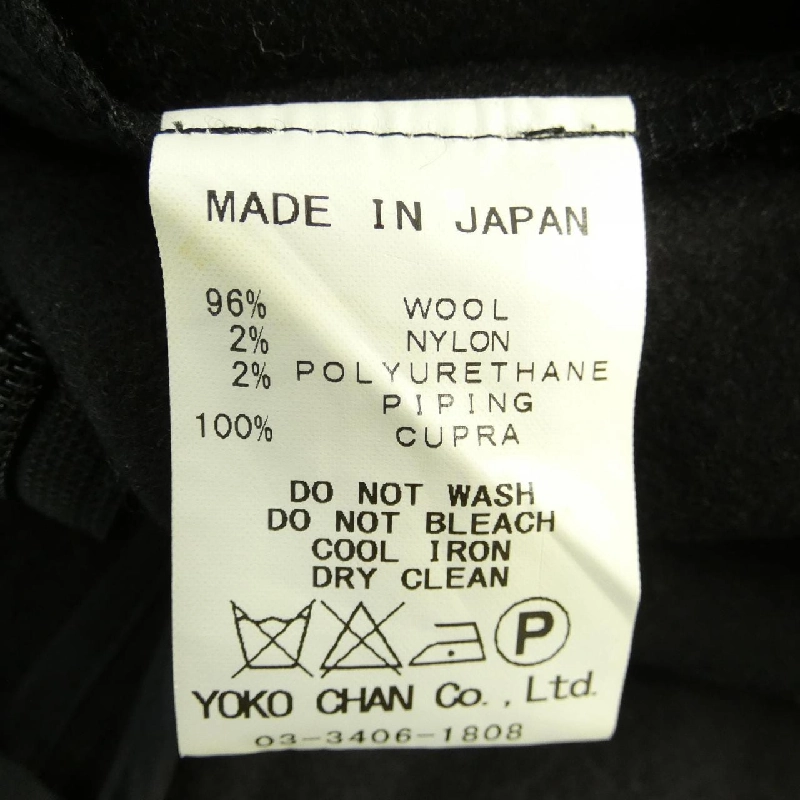 MADE IN JAPAN
96% WOOL
2% NYLON
2% POLYURETHANE
PIPING
100% CUPRA
DO NOT WASH
DO NOT BLEACH
COOL IRON
DRY CLEAN
P
YOKO CHAN Co.,Ltd.
03-3406-1808